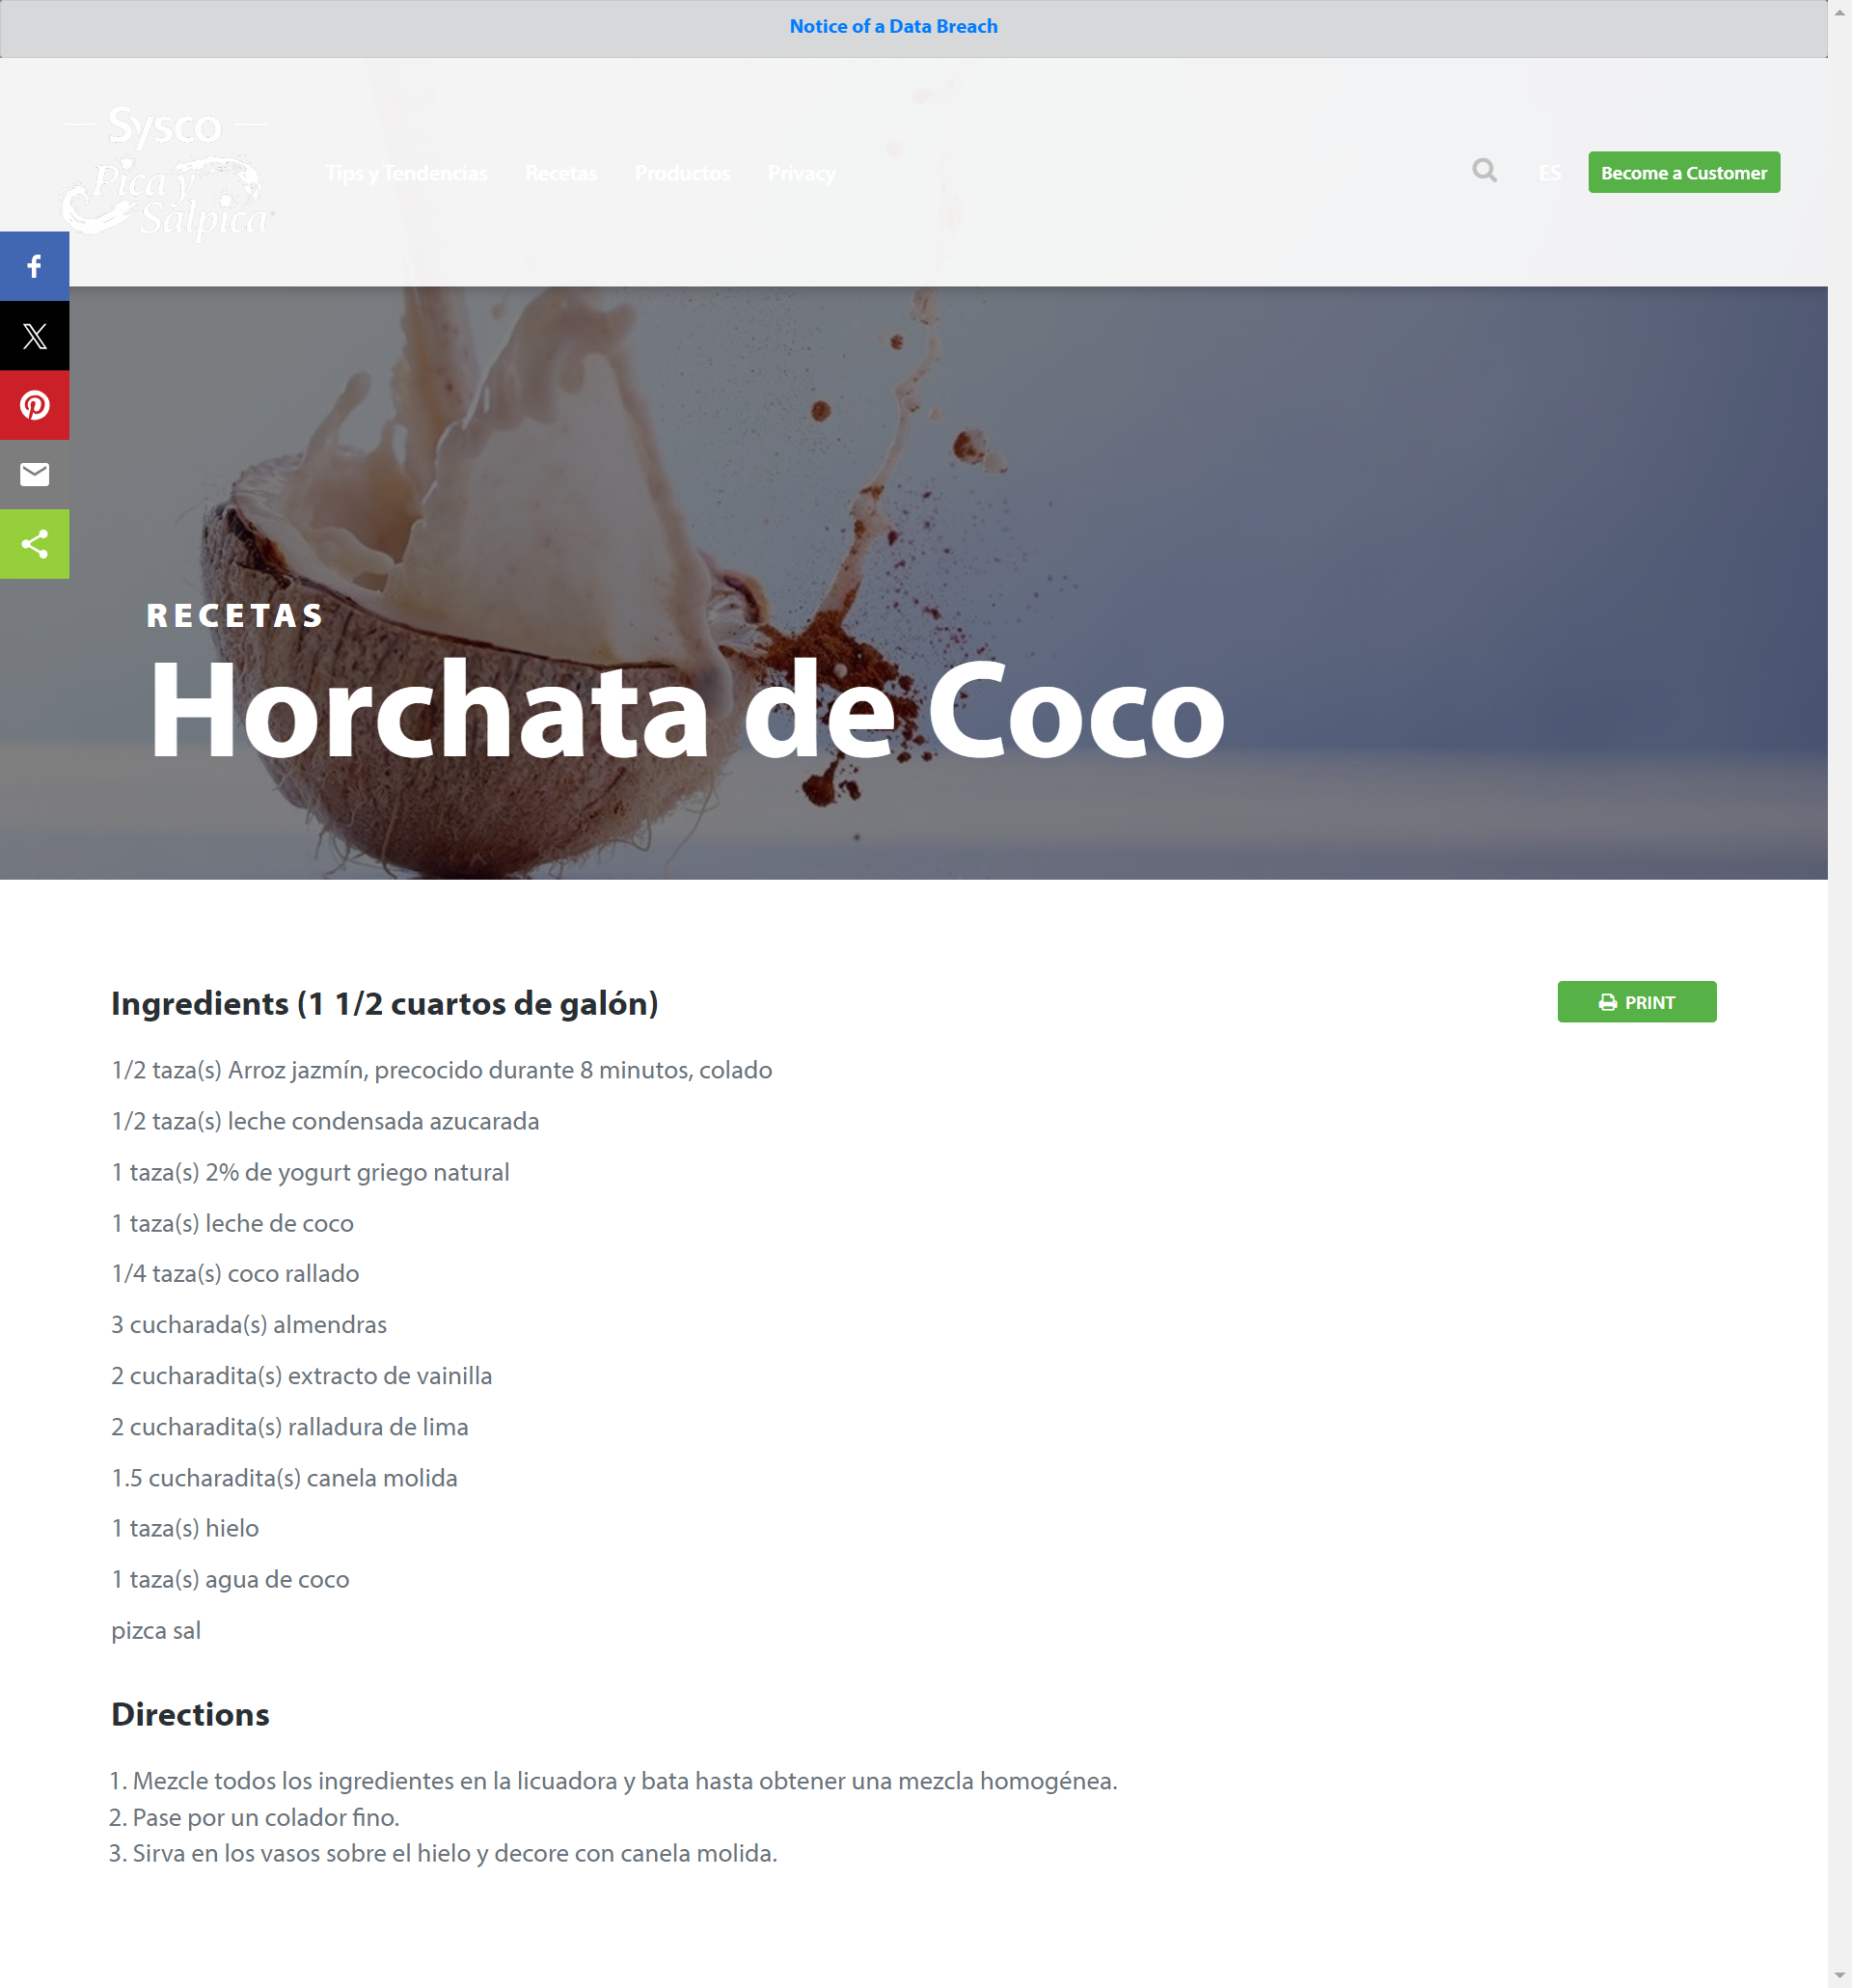 Notice of a Data Breach
Sysco
Pica y
Salpica
Tips y Tendencias
Recetas
Productos
Privacy
ES
Become a Customer
RECETAS
Horchata de Coco
Ingredients (1 1/2 cuartos de galón)
PRINT
1/2 taza(s) Arroz jazmín, precocido durante 8 minutos, colado
1/2 taza(s) leche condensada azucarada
1 taza(s) 2% de yogurt griego natural
1 taza(s) leche de coco
1/4 taza(s) coco rallado
3 cucharada(s) almendras
2 cucharadita(s) extracto de vainilla
2 cucharadita(s) ralladura de lima
1.5 cucharadita(s) canela molida
1 taza(s) hielo
1 taza(s) agua de coco
pizca sal
Directions
1. Mezcle todos los ingredientes en la licuadora y bata hasta obtener una mezcla homogénea.
2. Pase por un colador fino.
3. Sirva en los vasos sobre el hielo y decore con canela molida.